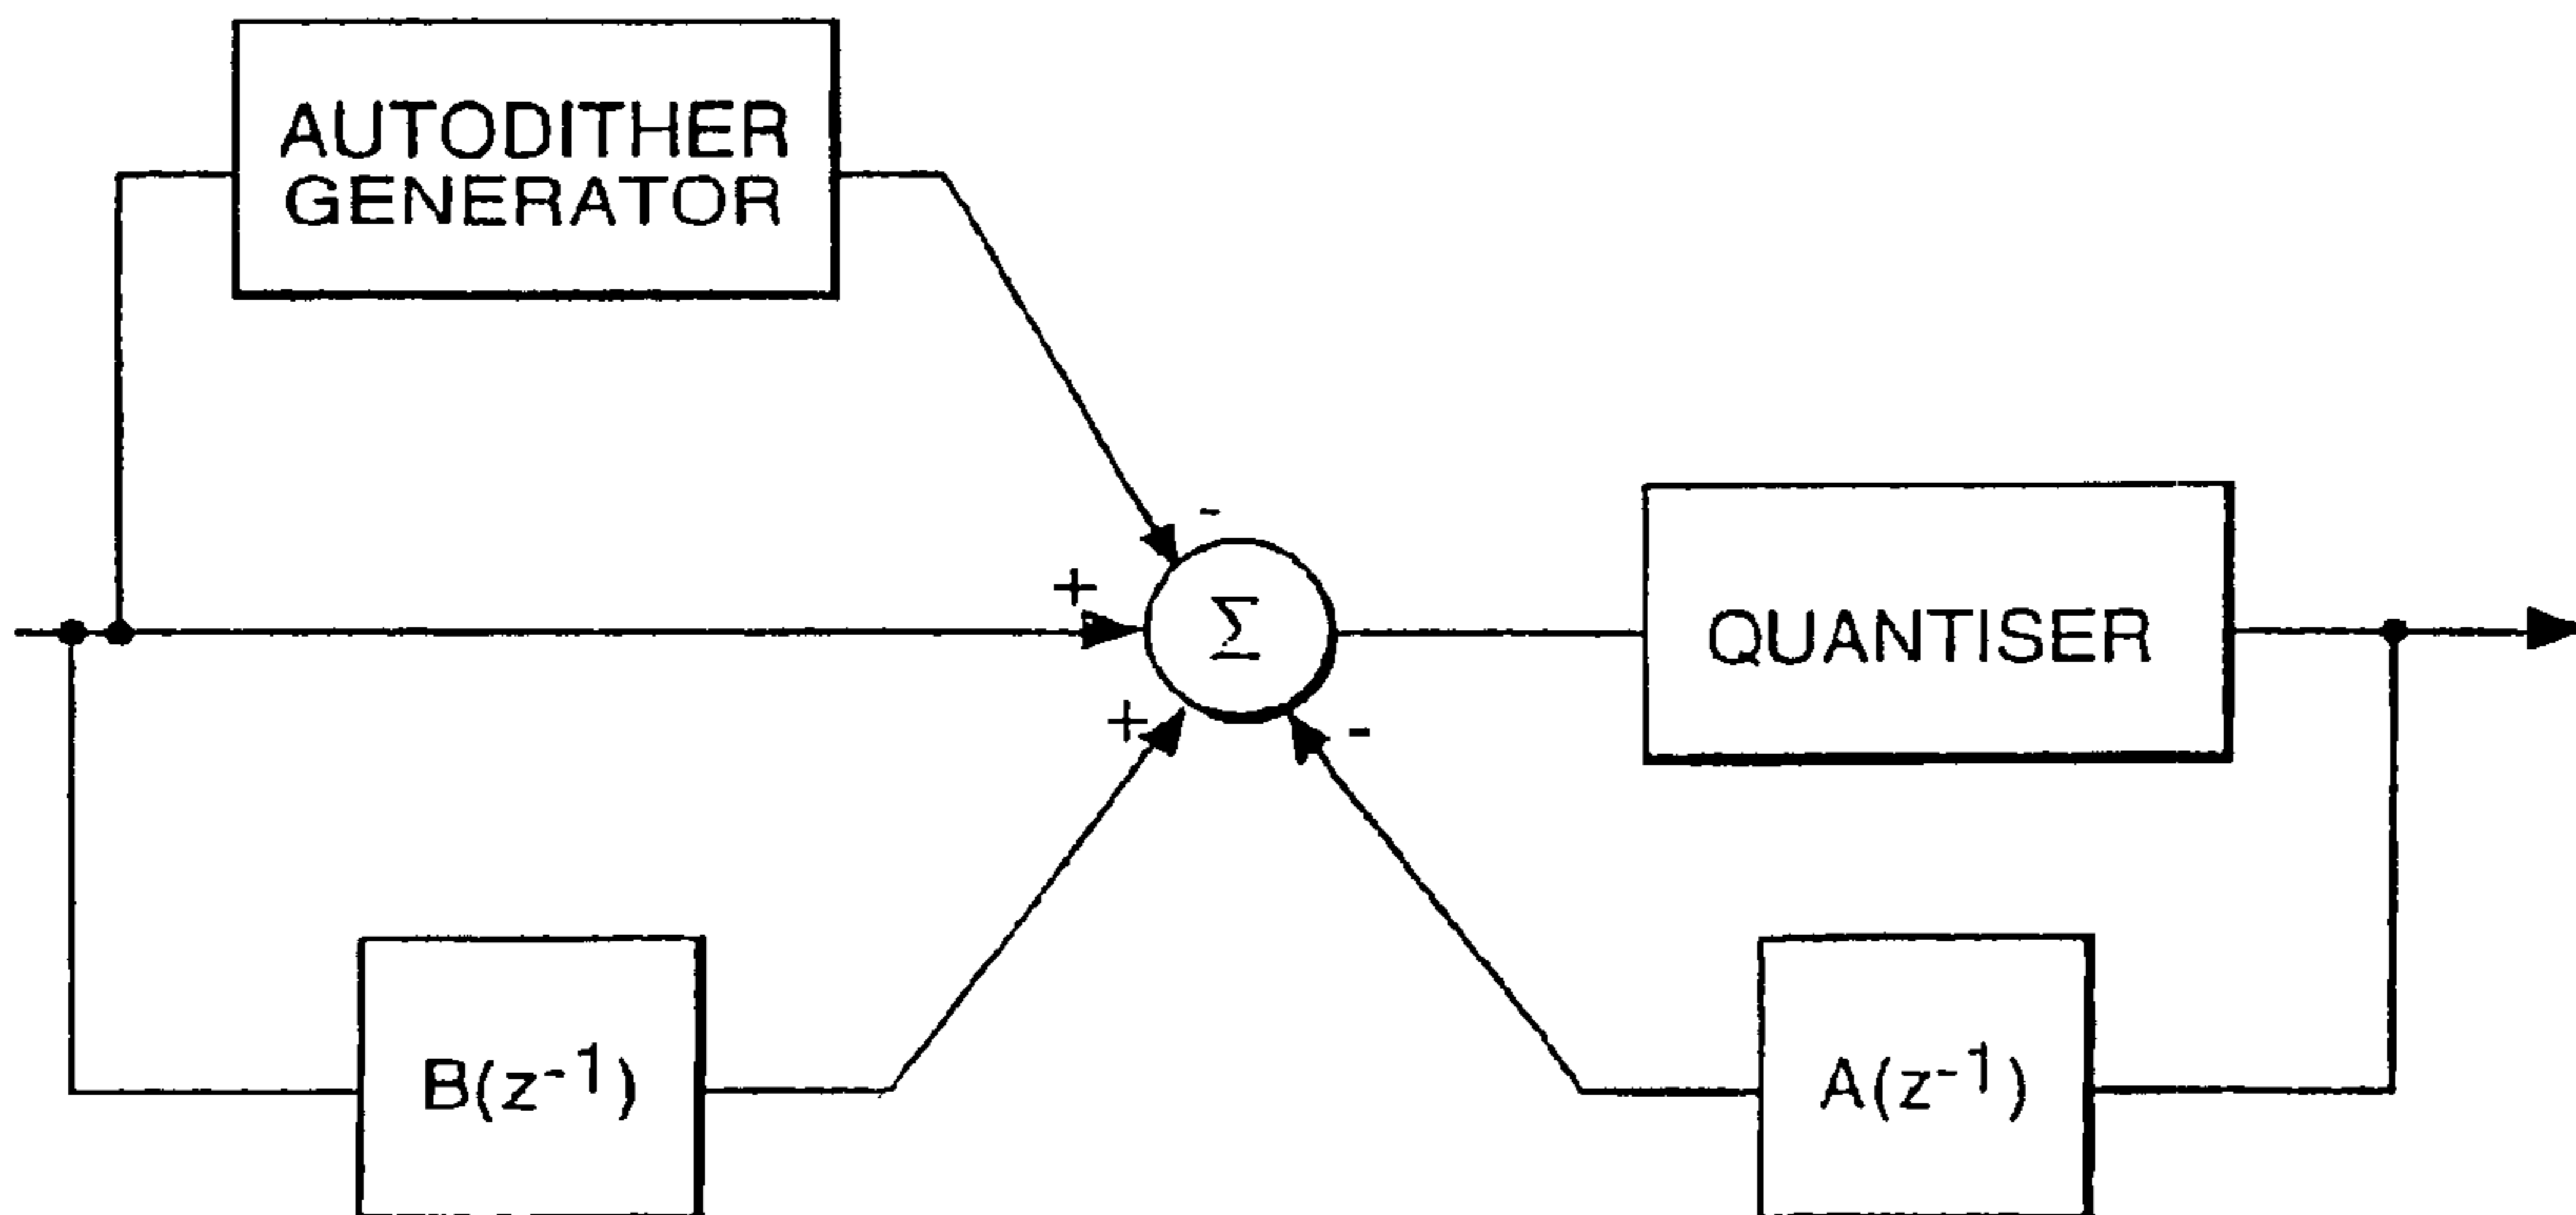 AUTODITHER
GENERATOR
-
+
Σ
QUANTISER
+
-
B(z⁻¹)
A(z⁻¹)